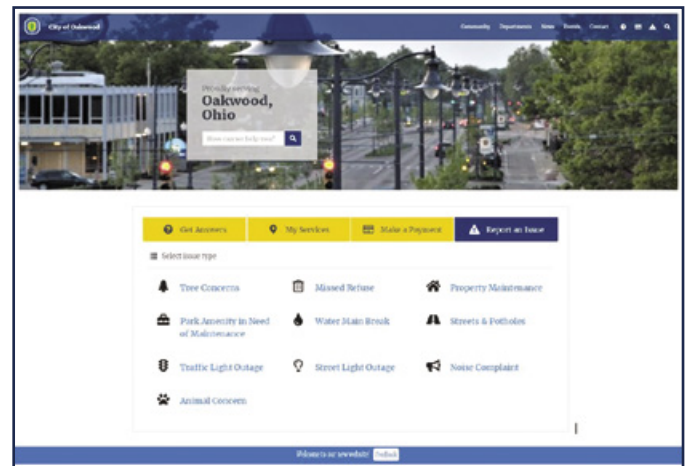 City of Oakwood
Community Departments News Events Contact
Proudly serving
Oakwood,
Ohio
How can we help you?
Get Answers
My Services
Make a Payment
Report an Issue
Select issue type
Tree Concerns
Missed Refuse
Property Maintenance
Park Amenity in Need
of Maintenance
Water Main Break
Streets & Potholes
Traffic Light Outage
Street Light Outage
Noise Complaint
Animal Concern
Welcome to our new website! Feedback